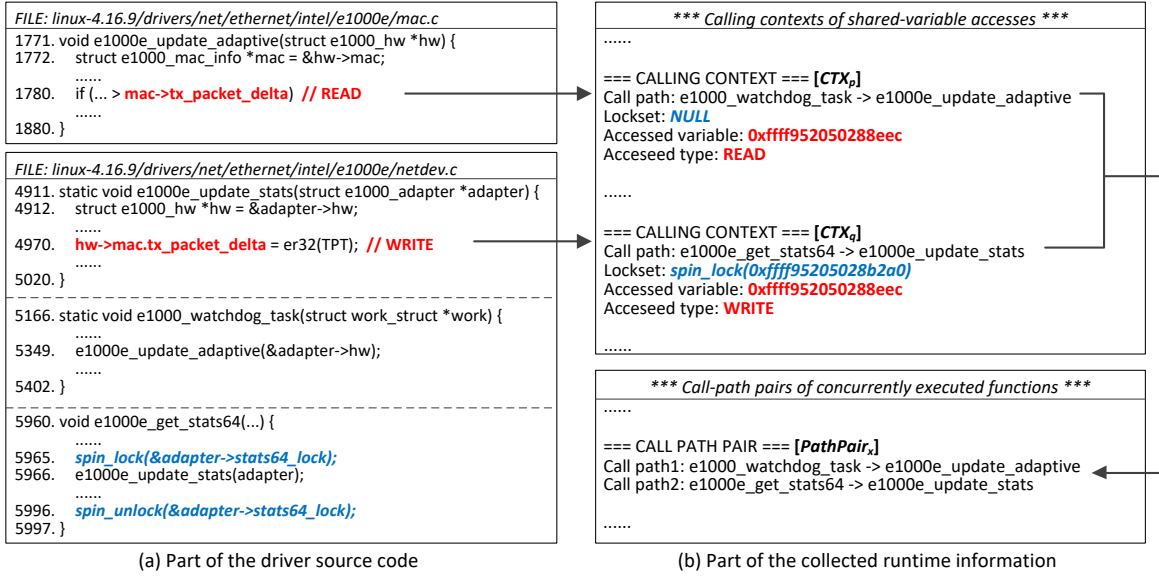 FILE: linux-4.16.9/drivers/net/ethernet/intel/e1000e/mac.c
1771. void e1000e_update_adaptive(struct e1000_hw *hw) {
1772. struct e1000_mac_info *mac = &hw->mac;
......
1780. if (... > mac->tx_packet_delta) // READ
......
1880. }
FILE: linux-4.16.9/drivers/net/ethernet/intel/e1000e/netdev.c
4911. static void e1000e_update_stats(struct e1000_adapter *adapter) {
4912. struct e1000_hw *hw = &adapter->hw;
......
4970. hw->mac.tx_packet_delta = er32(TPT); // WRITE
......
5020. }
5166. static void e1000_watchdog_task(struct work_struct *work) {
......
5349. e1000e_update_adaptive(&adapter->hw);
......
5402. }
5960. void e1000e_get_stats64(...) {
......
5965. spin_lock(&adapter->stats64_lock);
5966. e1000e_update_stats(adapter);
......
5996. spin_unlock(&adapter->stats64_lock);
5997. }
(a) Part of the driver source code
*** Calling contexts of shared-variable accesses ***
......
=== CALLING CONTEXT === [CTXp]
Call path: e1000_watchdog_task -> e1000e_update_adaptive
Lockset: NULL
Accessed variable: 0xffff952050288eec
Acceseed type: READ
......
=== CALLING CONTEXT === [CTXq]
Call path: e1000e_get_stats64 -> e1000e_update_stats
Lockset: spin_lock(0xffff95205028b2a0)
Accessed variable: 0xffff952050288eec
Acceseed type: WRITE
......
*** Call-path pairs of concurrently executed functions ***
......
=== CALL PATH PAIR === [PathPairx]
Call path1: e1000_watchdog_task -> e1000e_update_adaptive
Call path2: e1000e_get_stats64 -> e1000e_update_stats
......
(b) Part of the collected runtime information